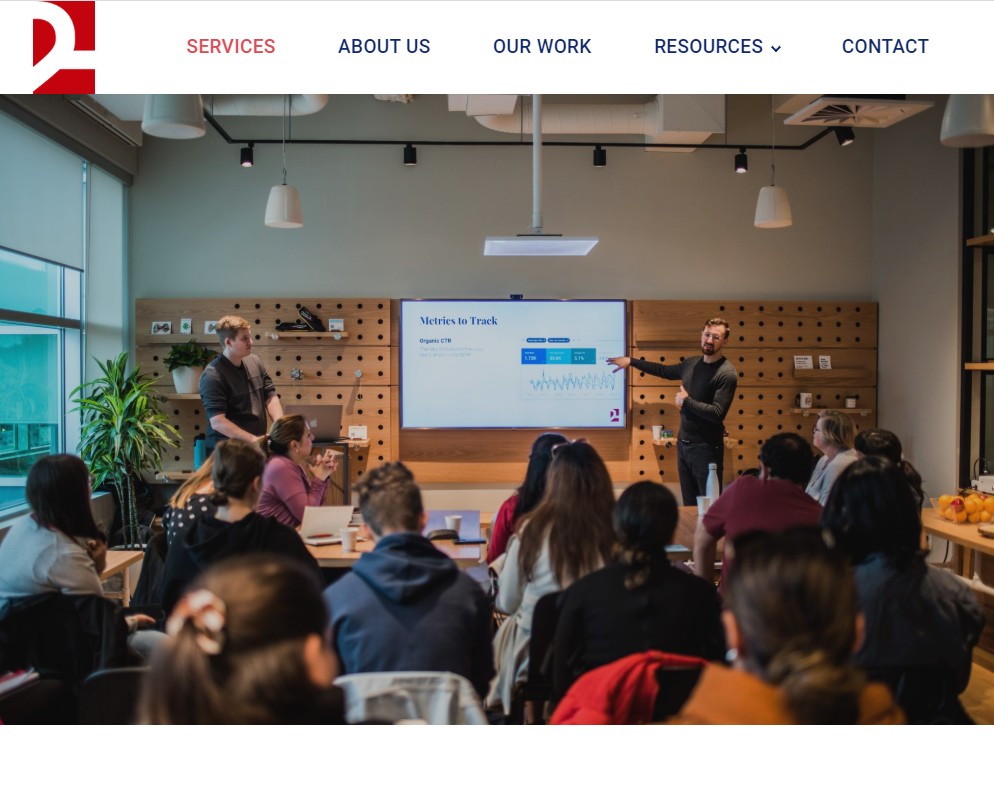 SERVICES
ABOUT US
OUR WORK
RESOURCES
CONTACT
Metrics to Track
Organic CTR